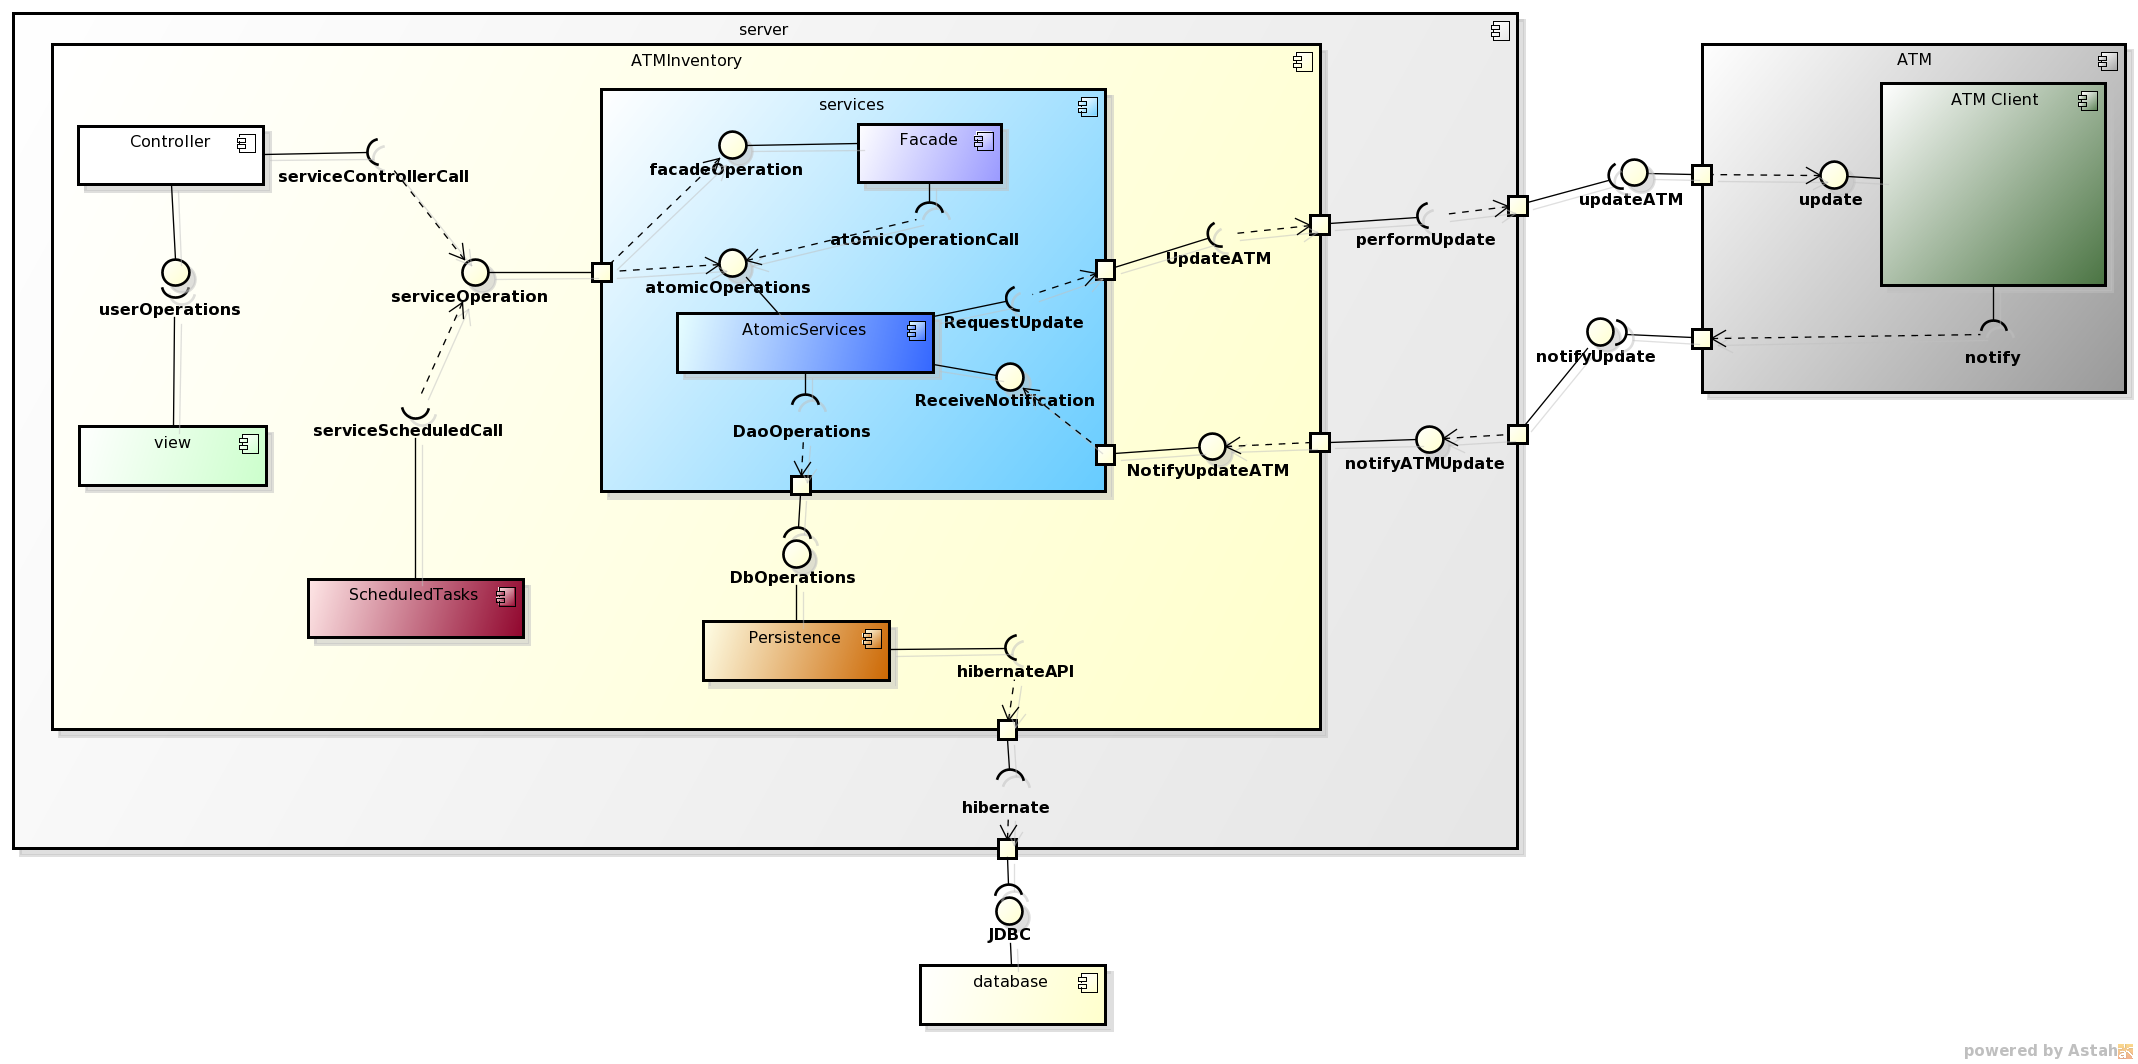 server
ATMInventory
ATM
services
ATM Client
Controller
Facade
facadeOperation
serviceControllerCall
updateATM
update
performUpdate
atomicOperationCall
UpdateATM
atomicOperations
serviceOperation
userOperations
RequestUpdate
AtomicServices
notifyUpdate
notify
ReceiveNotification
serviceScheduledCall
DaoOperations
view
NotifyUpdateATM
notifyATMUpdate
DbOperations
ScheduledTasks
Persistence
hibernateAPI
hibernate
JDBC
database
powered by Astah